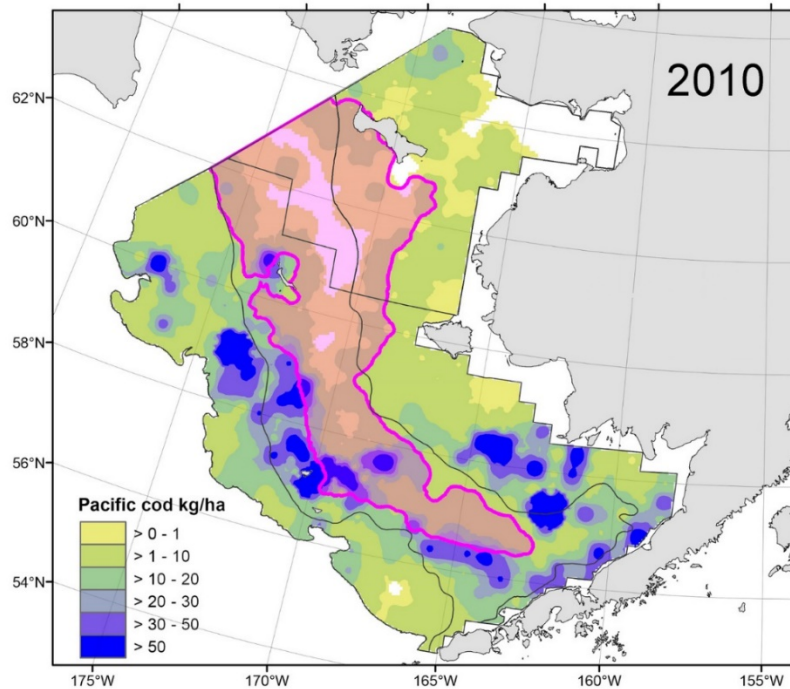 2010
62°N
60°N
58°N
56°N
54°N
Pacific cod kg/ha
> 0 - 1
> 1 - 10
> 10 - 20
> 20 - 30
> 30 - 50
> 50
175°W 170°W 165°W 160°W 155°W